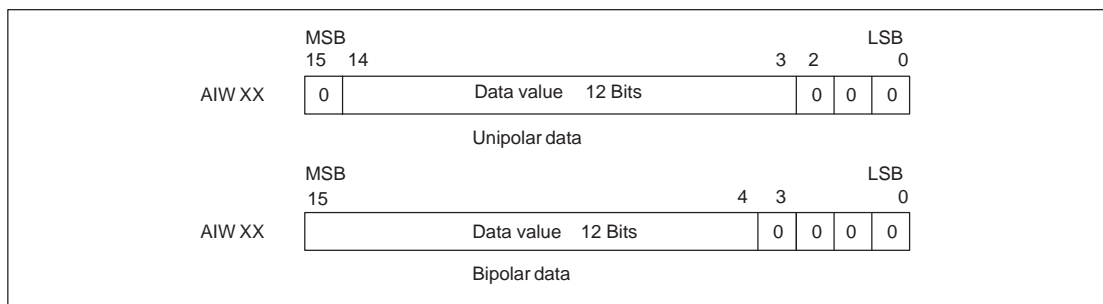 MSB LSB
15 14 3 2 0
AIW XX 0 Data value 12 Bits 0 0 0
Unipolar data
MSB LSB
15 4 3 0
AIW XX Data value 12 Bits 0 0 0 0
Bipolar data